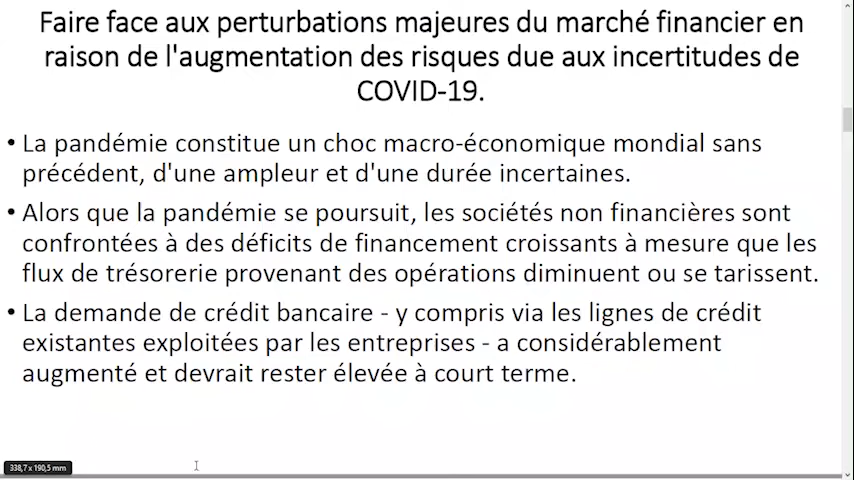 Faire face aux perturbations majeures du marché financier en
raison de l'augmentation des risques due aux incertitudes de
COVID-19.
• La pandémie constitue un choc macro-économique mondial sans
précédent, d'une ampleur et d'une durée incertaines.
• Alors que la pandémie se poursuit, les sociétés non financières sont
confrontées à des déficits de financement croissants à mesure que les
flux de trésorerie provenant des opérations diminuent ou se tarissent.
• La demande de crédit bancaire - y compris via les lignes de crédit
existantes exploitées par les entreprises - a considérablement
augmenté et devrait rester élevée à court terme.
338,7 x 190,5 mm